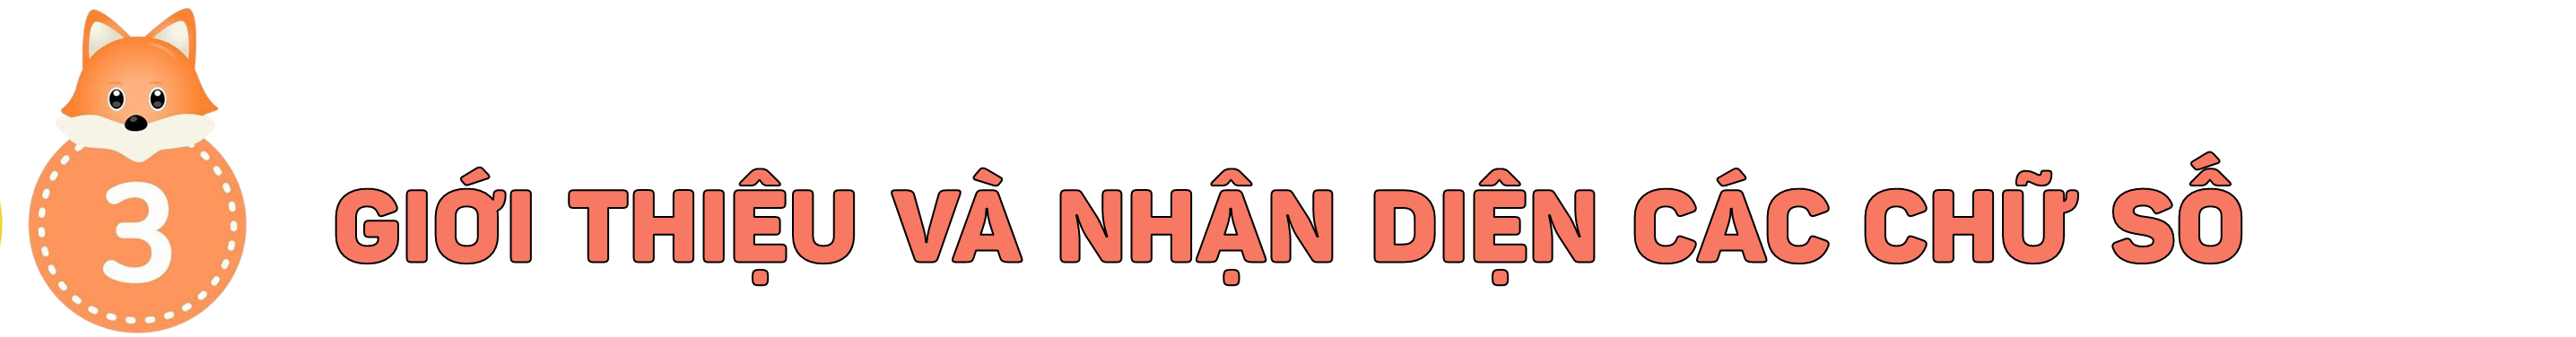 3
GIỚI THIỆU VÀ NHẬN DIỆN CÁC CHỮ SỐ